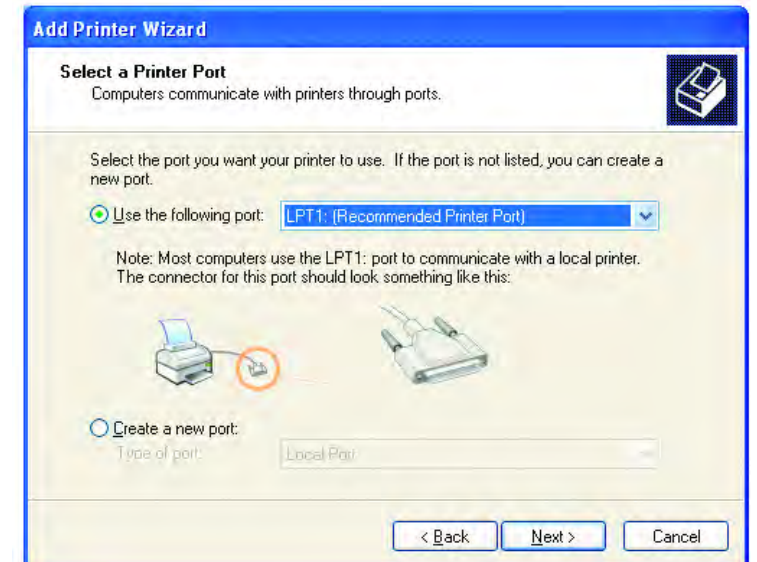 Add Printer Wizard
Select a Printer Port
Computers communicate with printers through ports.
Select the port you want your printer to use. If the port is not listed, you can create a
new port.
Use the following port: LPT1: (Recommended Printer Port)
Note: Most computers use the LPT1: port to communicate with a local printer.
The connector for this port should look something like this:
Create a new port:
Type of port: Local Port
< Back Next > Cancel